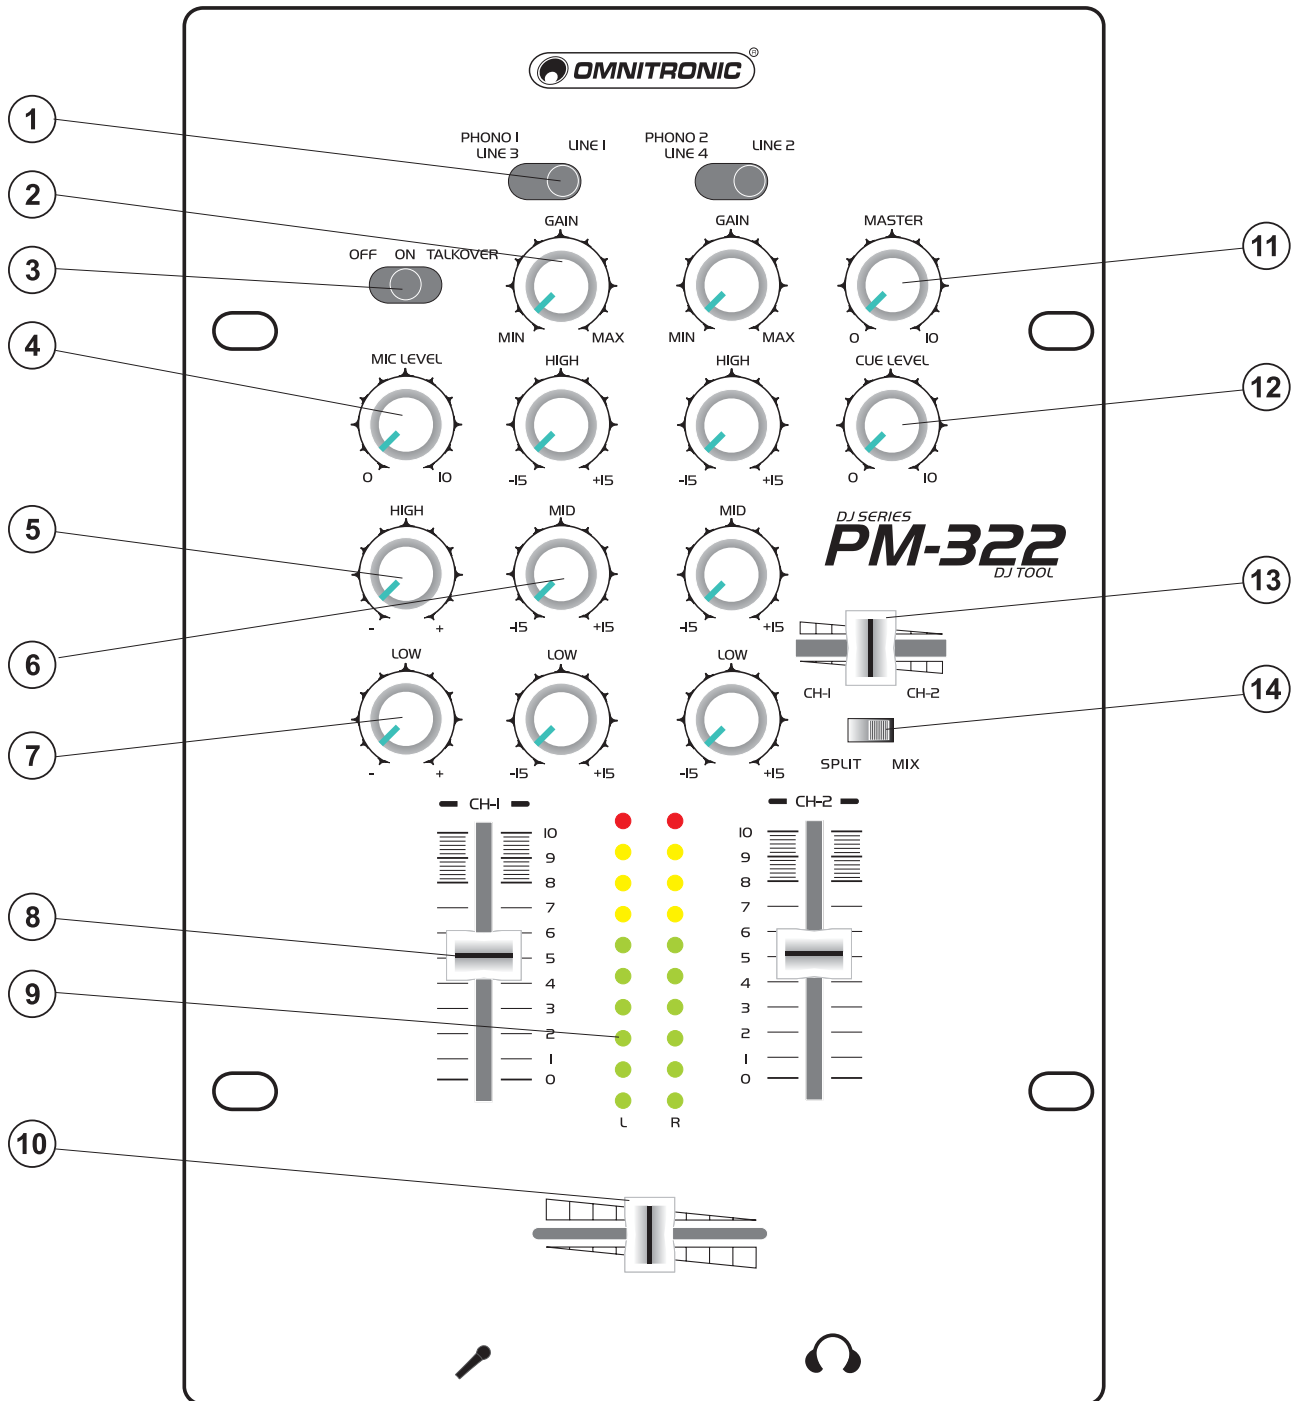 OMNITRONIC ®
1
PHONO 1
LINE 3
LINE 1
PHONO 2
LINE 4
LINE 2
2
GAIN
GAIN
MASTER
11
3
OFF ON TALKOVER
MIN MAX
MIN MAX
0 10
4
MIC LEVEL
HIGH
HIGH
CUE LEVEL
12
0 10
-15 +15
-15 +15
0 10
5
HIGH
MID
MID
DJ SERIES
PM-322
DJ TOOL
13
- +
-15 +15
-15 +15
6
LOW
LOW
LOW
CH-1 CH-2
14
7
- +
-15 +15
-15 +15
SPLIT MIX
CH-1
CH-2
10
9
8
7
6
5
4
3
2
1
0
10
9
8
7
6
5
4
3
2
1
0
8
9
L R
10